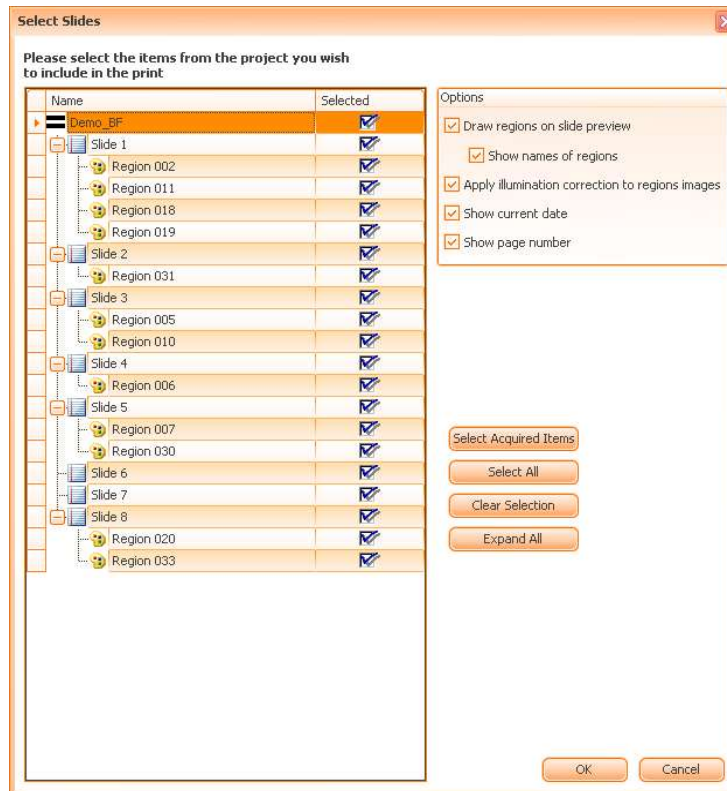 Select Slides
Please select the items from the project you wish
to include in the print
Name Selected
Demo_BF
Slide 1
Region 002
Region 011
Region 018
Region 019
Slide 2
Region 031
Slide 3
Region 005
Region 010
Slide 4
Region 006
Slide 5
Region 007
Region 030
Slide 6
Slide 7
Slide 8
Region 020
Region 033
Options
Draw regions on slide preview
Show names of regions
Apply illumination correction to regions images
Show current date
Show page number
Select Acquired Items
Select All
Clear Selection
Expand All
OK Cancel